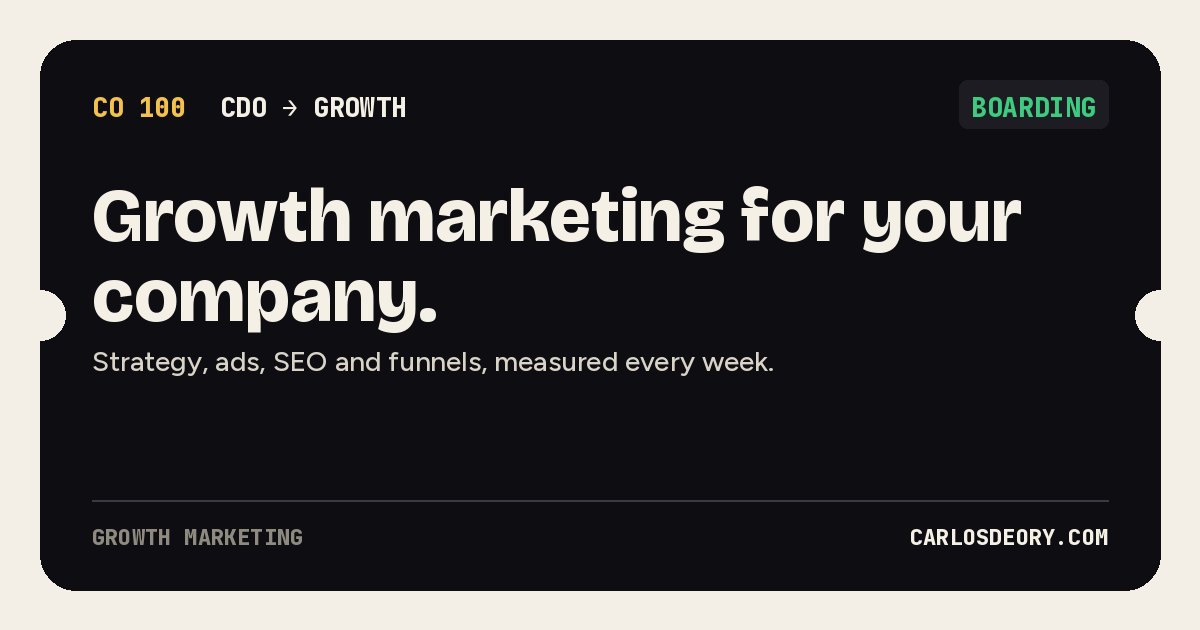 CO 100 CDO → GROWTH
BOARDING
Growth marketing for your
company.
Strategy, ads, SEO and funnels, measured every week.
GROWTH MARKETING
CARLOSDEORY.COM